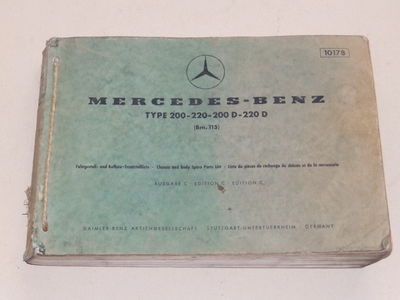 10178
MERCEDES-BENZ
TYPE 200-220-200 D-220 D
(Bm. 115)
Fahrgestell- und Aufbau-Ersatzteilliste · Chassis and Body Spare Parts List · Liste de pièces de rechange du châssis et de la carrosserie
AUSGABE C · EDITION C · EDITION C
DAIMLER-BENZ AKTIENGESELLSCHAFT STUTTGART-UNTERTUERKHEIM GERMANY